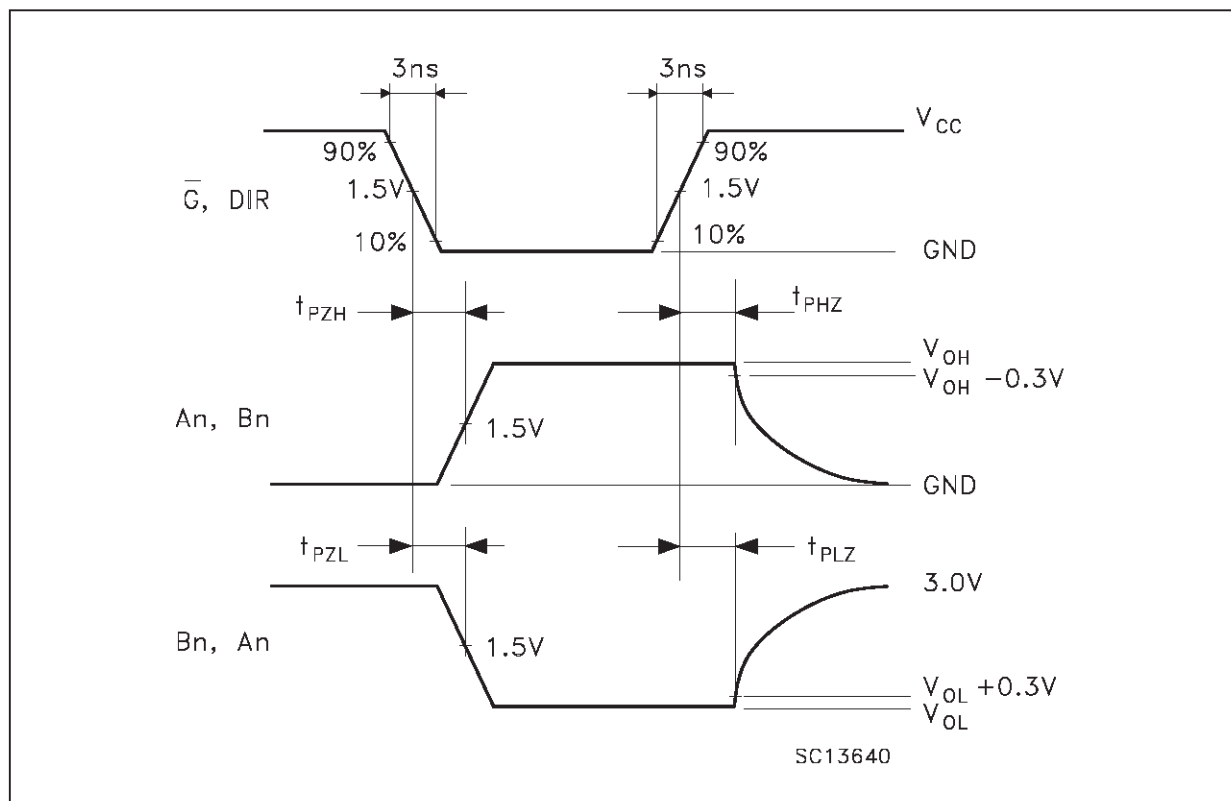 3ns 3ns
V_CC
90% 90%
G̅, DIR 1.5V 1.5V
10% 10%
GND
t_PZH t_PHZ
V_OH
V_OH −0.3V
An, Bn 1.5V
GND
t_PZL t_PLZ
3.0V
Bn, An 1.5V
V_OL +0.3V
V_OL
SC13640